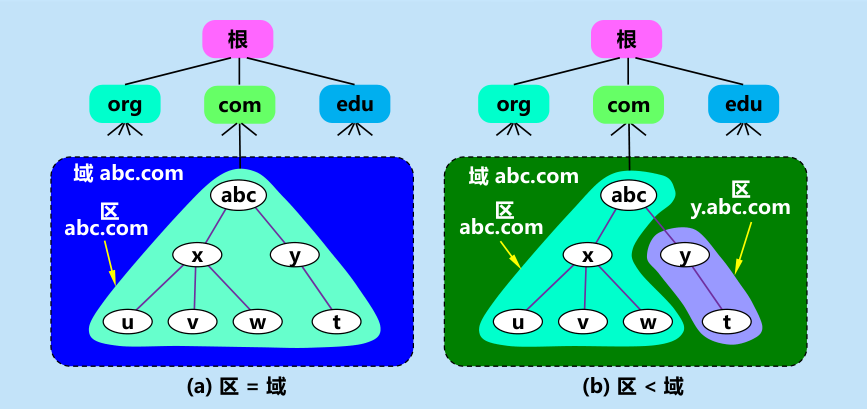 根
org
com
edu
域 abc.com
区
abc.com
abc
x
y
u
v
w
t
(a) 区 = 域
根
org
com
edu
域 abc.com
区
abc.com
区
y.abc.com
abc
x
y
u
v
w
t
(b) 区 < 域